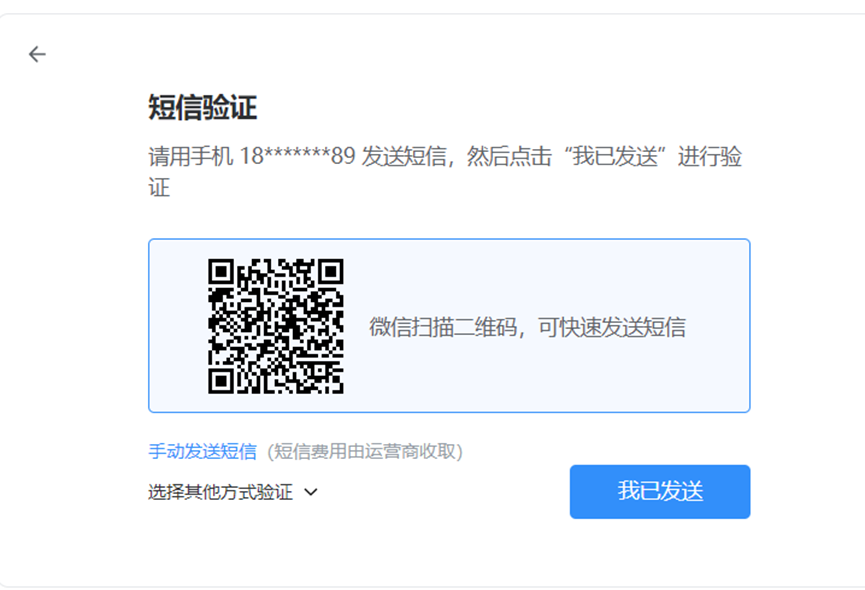 短信验证
请用手机 18*******89 发送短信，然后点击“我已发送”进行验
证
微信扫描二维码，可快速发送短信
手动发送短信（短信费用由运营商收取）
选择其他方式验证
我已发送